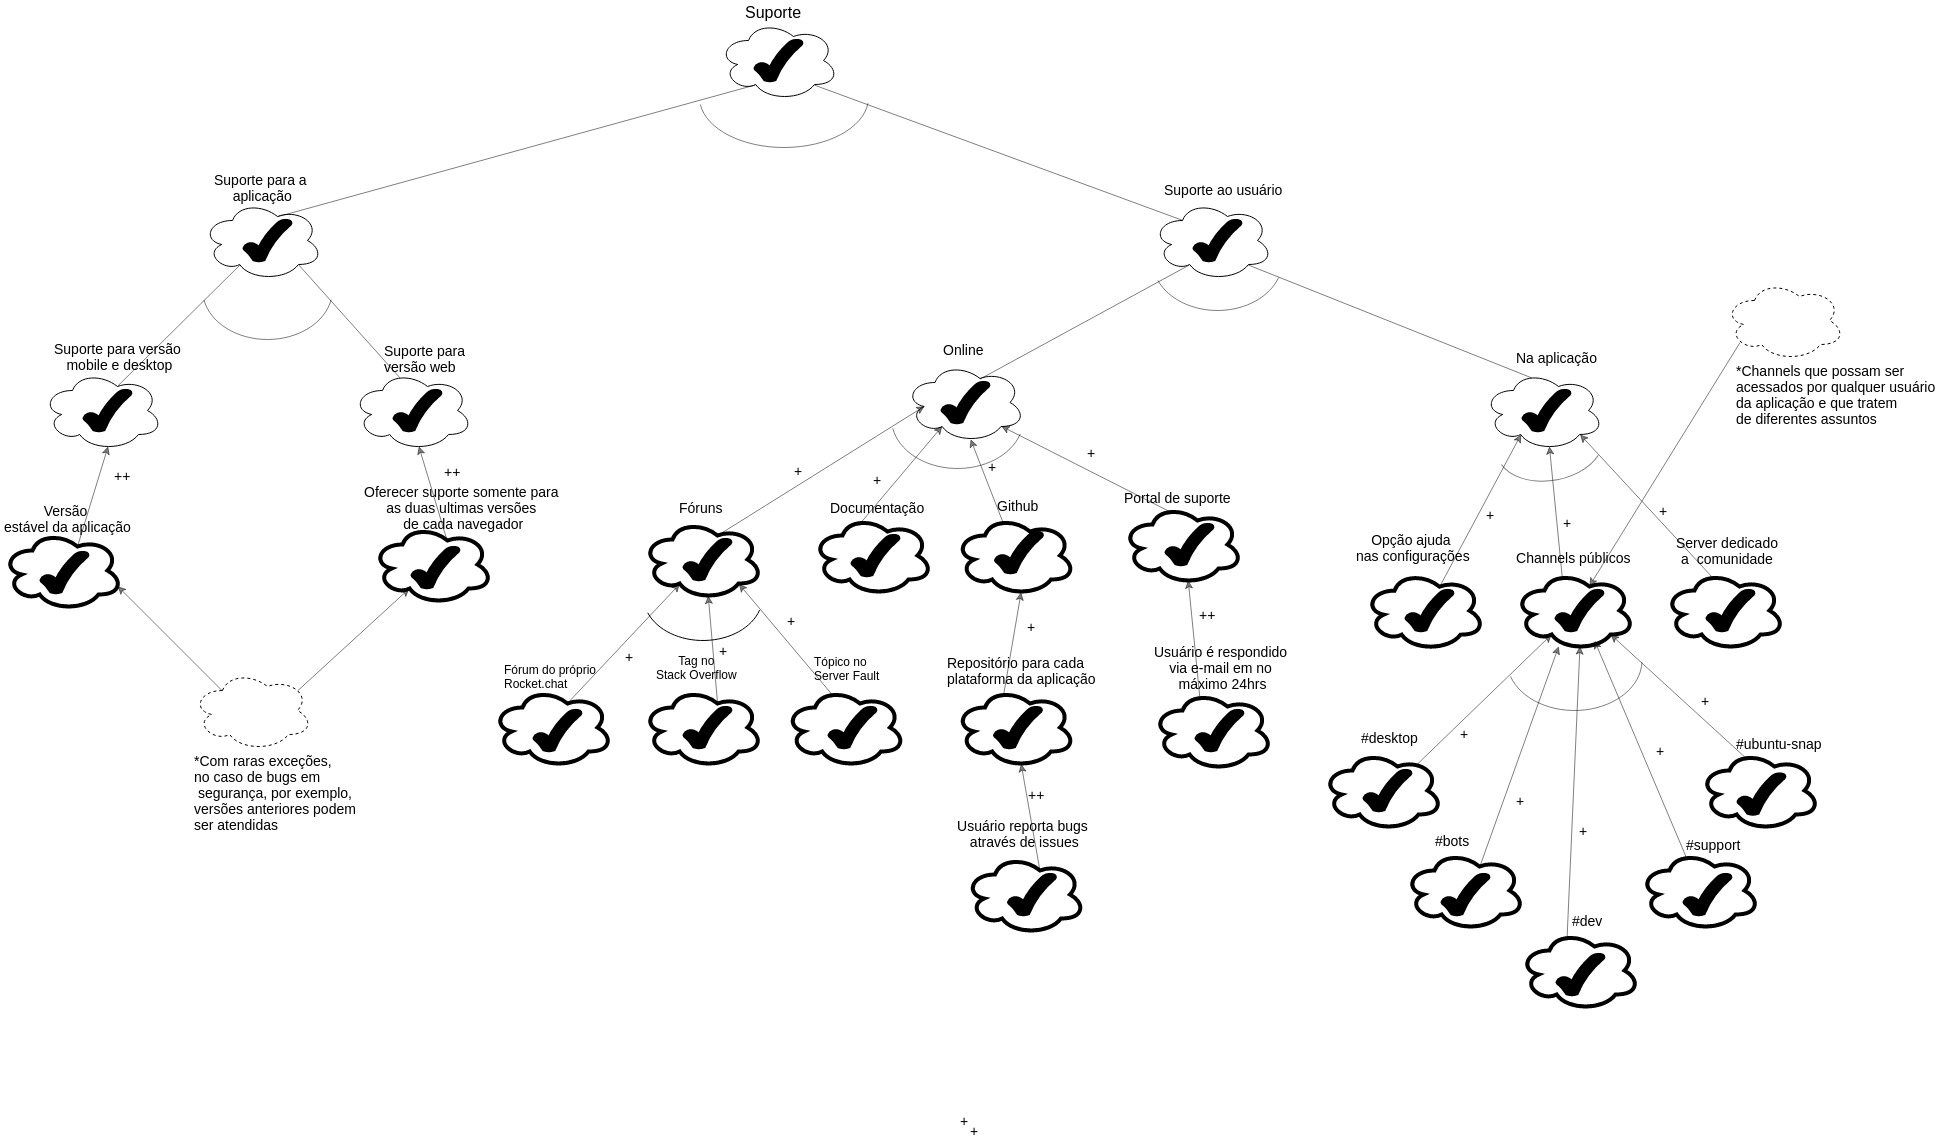 Suporte
Suporte para a
aplicação
Suporte ao usuário
Suporte para versão
mobile e desktop
Suporte para
versão web
Online
Na aplicação
*Channels que possam ser
acessados por qualquer usuário
da aplicação e que tratem
de diferentes assuntos
++
++
+
+
+
+
Versão
estável da aplicação
Oferecer suporte somente para
as duas ultimas versões
de cada navegador
Fóruns
Documentação
Github
Portal de suporte
+
+
+
Opção ajuda
nas configurações
Channels públicos
Server dedicado
a  comunidade
+
+
+
+
++
Fórum do próprio
Rocket.chat
Tag no
Stack Overflow
Tópico no
Server Fault
Repositório para cada
plataforma da aplicação
Usuário é respondido
via e-mail em no
máximo 24hrs
*Com raras exceções,
no caso de bugs em
segurança, por exemplo,
versões anteriores podem
ser atendidas
+
+
+
+
+
#desktop
#ubuntu-snap
++
Usuário reporta bugs
através de issues
#bots
#support
#dev
+
+